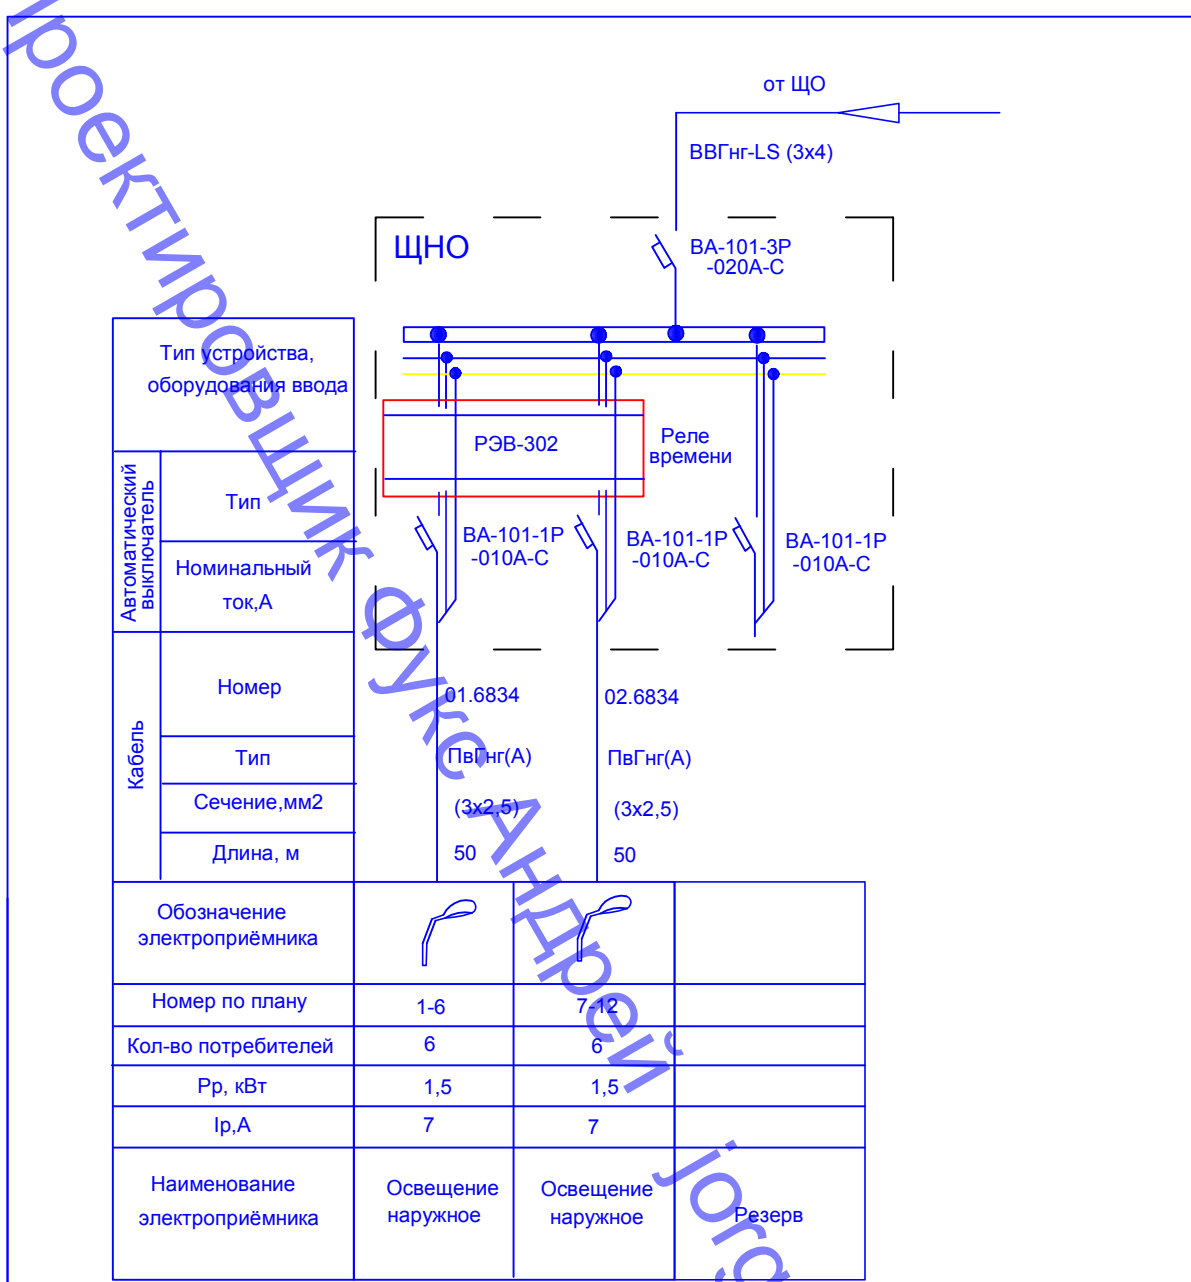 от ЩО
ВВГнг-LS (3х4)
ЩНО
ВА-101-3Р
-020А-С
Тип устройства,
оборудования ввода
РЭВ-302
Реле
времени
Автоматический
выключатель
Тип
Номинальный
ток,А
ВА-101-1Р
-010А-С
ВА-101-1Р
-010А-С
ВА-101-1Р
-010А-С
Кабель
Номер
01.6834
02.6834
Тип
ПвГнг(А)
ПвГнг(А)
Сечение,мм2
(3х2,5)
(3х2,5)
Длина, м
50
50
Обозначение
электроприёмника
Номер по плану
1-6
7-12
Кол-во потребителей
6
6
Рр, кВт
1,5
1,5
Iр,А
7
7
Наименование
электроприёмника
Освещение
наружное
Освещение
наружное
Резерв
роектировщик Фукс Андрей jorg